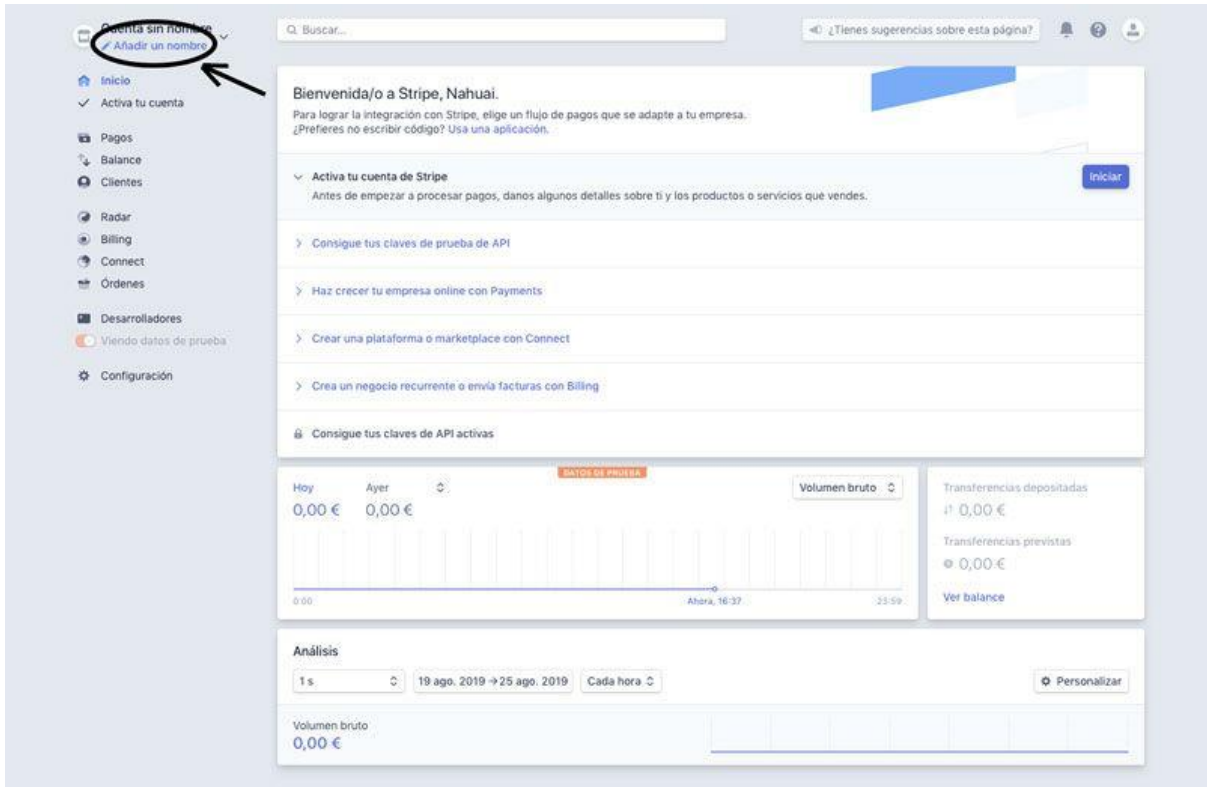 Cuenta sin nombre
Añadir un nombre
Buscar...
¿Tienes sugerencias sobre esta página?
Inicio
Activa tu cuenta
Pagos
Balance
Clientes
Radar
Billing
Connect
Órdenes
Desarrolladores
Viendo datos de prueba
Configuración
Bienvenida/o a Stripe, Nahuai.
Para lograr la integración con Stripe, elige un flujo de pagos que se adapte a tu empresa.
¿Prefieres no escribir código? Usa una aplicación.
Activa tu cuenta de Stripe
Iniciar
Antes de empezar a procesar pagos, danos algunos detalles sobre ti y los productos o servicios que vendes.
Consigue tus claves de prueba de API
Haz crecer tu empresa online con Payments
Crear una plataforma o marketplace con Connect
Crea un negocio recurrente o envía facturas con Billing
Consigue tus claves de API activas
DATOS DE PRUEBA
Hoy Ayer Volumen bruto
0,00 € 0,00 €
0:00 Ahora, 16:37 23:59
Transferencias depositadas
0,00 €
Transferencias previstas
0,00 €
Ver balance
Análisis
1 s 19 ago. 2019 → 25 ago. 2019 Cada hora Personalizar
Volumen bruto
0,00 €